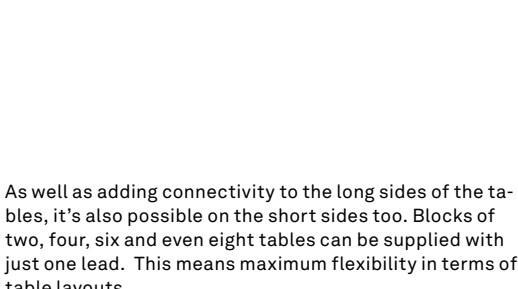 As well as adding connectivity to the long sides of the ta-
bles, it's also possible on the short sides too. Blocks of
two, four, six and even eight tables can be supplied with
just one lead.  This means maximum flexibility in terms of
table layouts